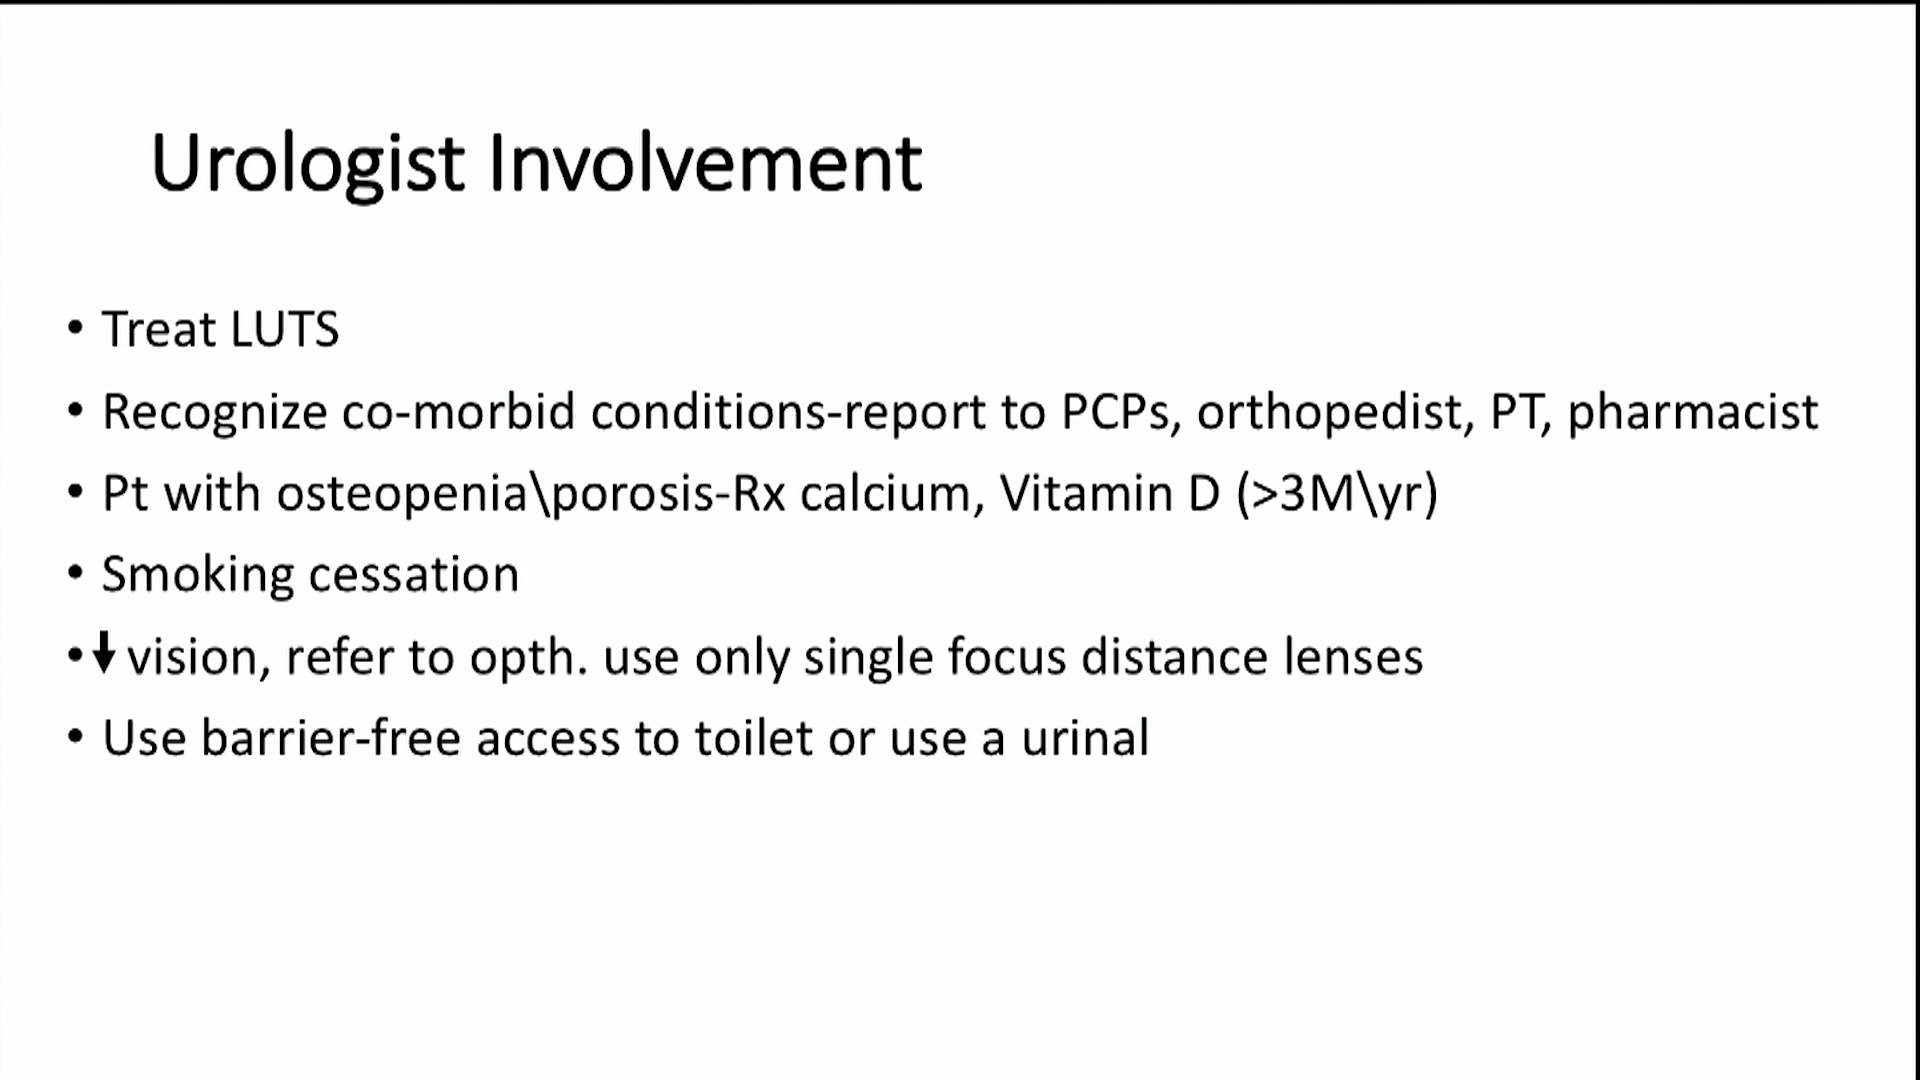 Urologist Involvement
• Treat LUTS
• Recognize co-morbid conditions-report to PCPs, orthopedist, PT, pharmacist
• Pt with osteopenia\porosis-Rx calcium, Vitamin D (>3M\yr)
• Smoking cessation
• ⬇ vision, refer to opth. use only single focus distance lenses
• Use barrier-free access to toilet or use a urinal